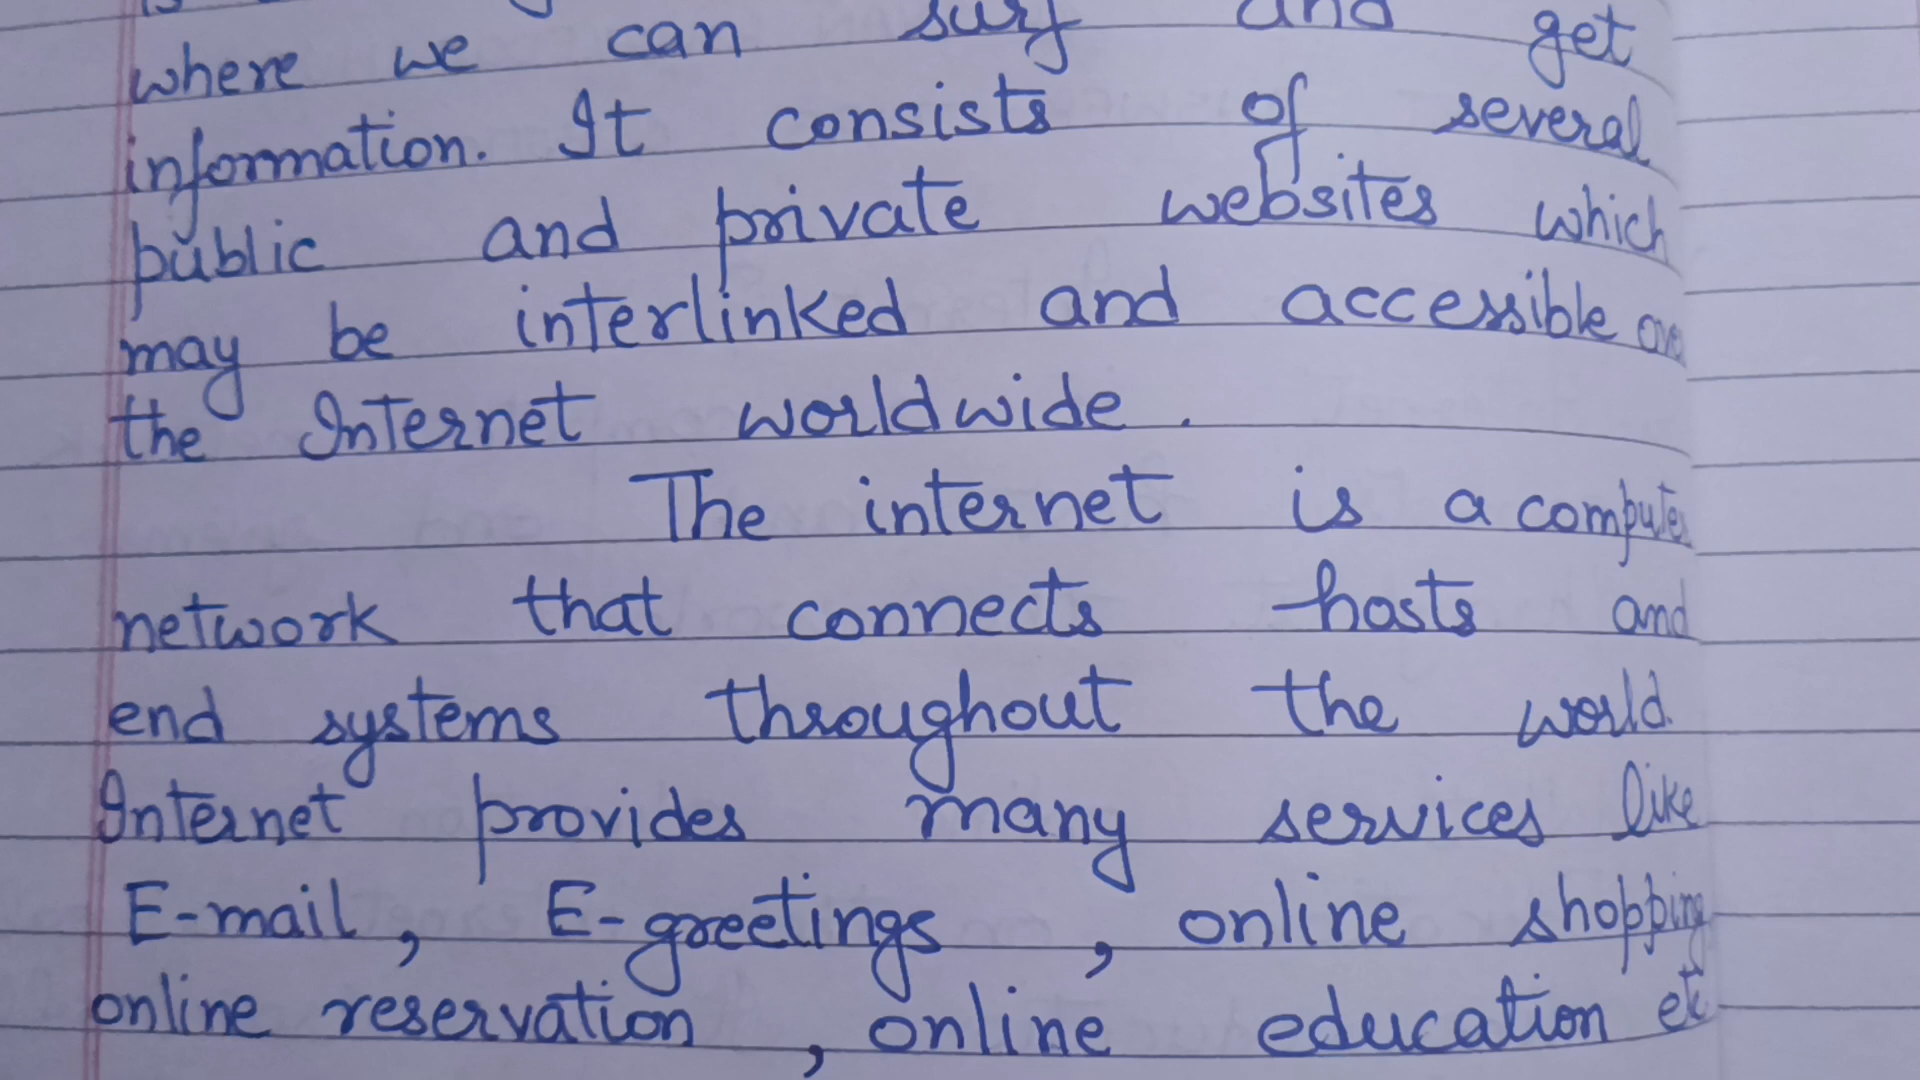 where we can surf and get
information. It consists of several
public and private websites which
may be interlinked and accessible
the Internet worldwide.
The internet is a computer
network that connects hosts and
end systems throughout the world.
Internet provides many services like
E-mail, E-greetings, online shopping
online reservation, online education etc